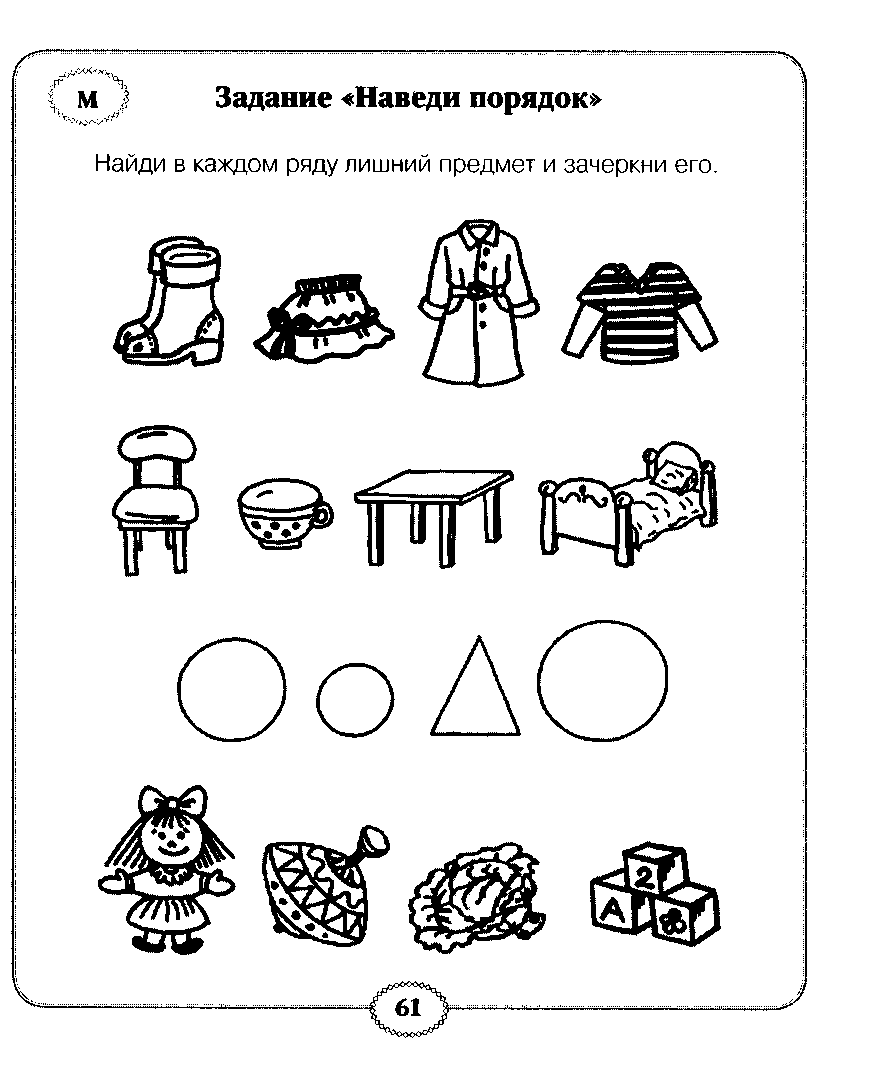 М
Задание «Наведи порядок»
Найди в каждом ряду лишний предмет и зачеркни его.
2
А
61